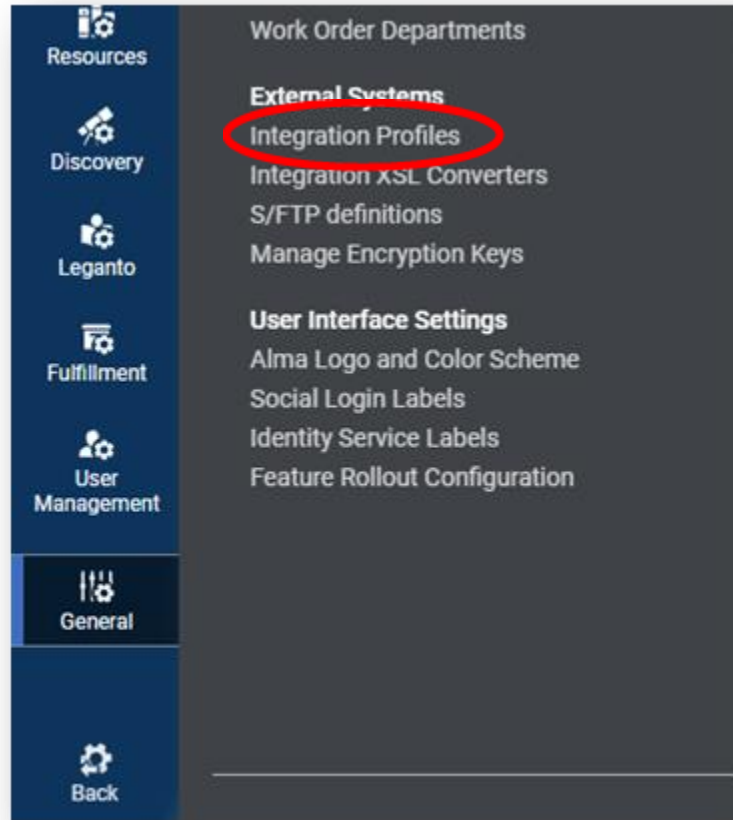 Resources
Discovery
Leganto
Fulfillment
User
Management
General
Back
Work Order Departments
External Systems
Integration Profiles
Integration XSL Converters
S/FTP definitions
Manage Encryption Keys
User Interface Settings
Alma Logo and Color Scheme
Social Login Labels
Identity Service Labels
Feature Rollout Configuration